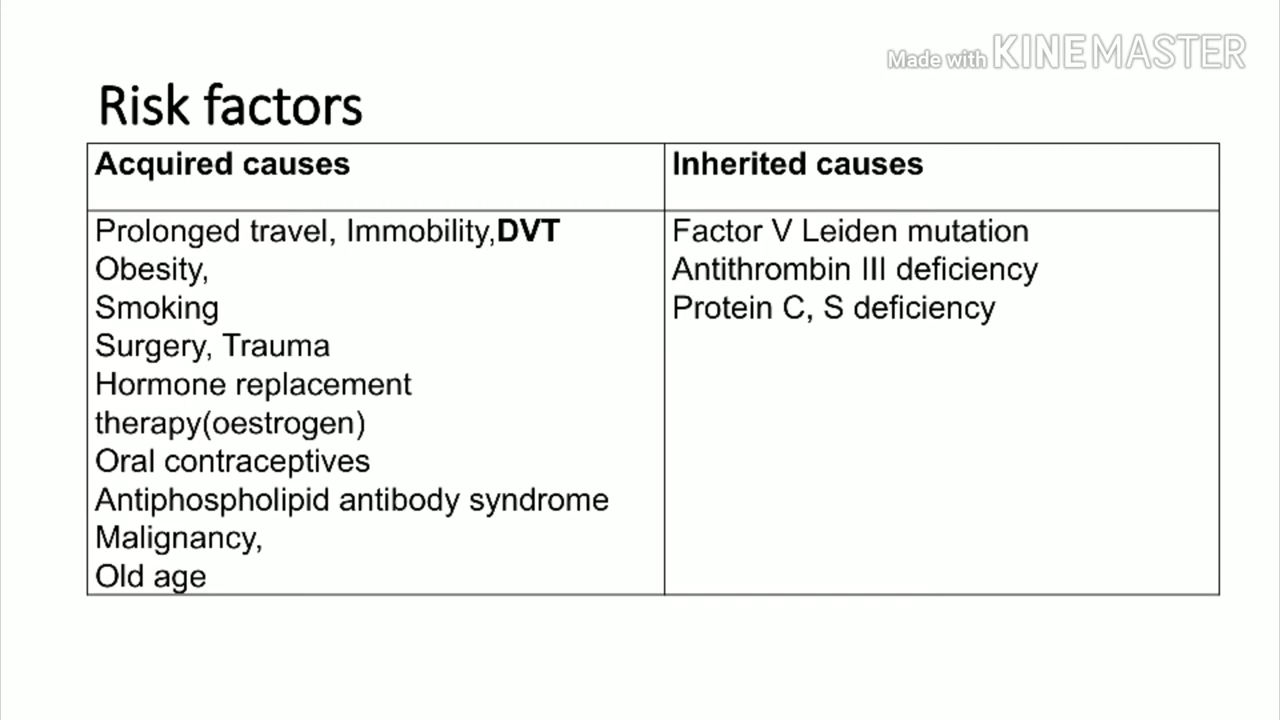 Made with KINEMASTER
Risk factors
Acquired causes
Inherited causes
Prolonged travel, Immobility,DVT
Obesity,
Smoking
Surgery, Trauma
Hormone replacement
therapy(oestrogen)
Oral contraceptives
Antiphospholipid antibody syndrome
Malignancy,
Old age
Factor V Leiden mutation
Antithrombin III deficiency
Protein C, S deficiency